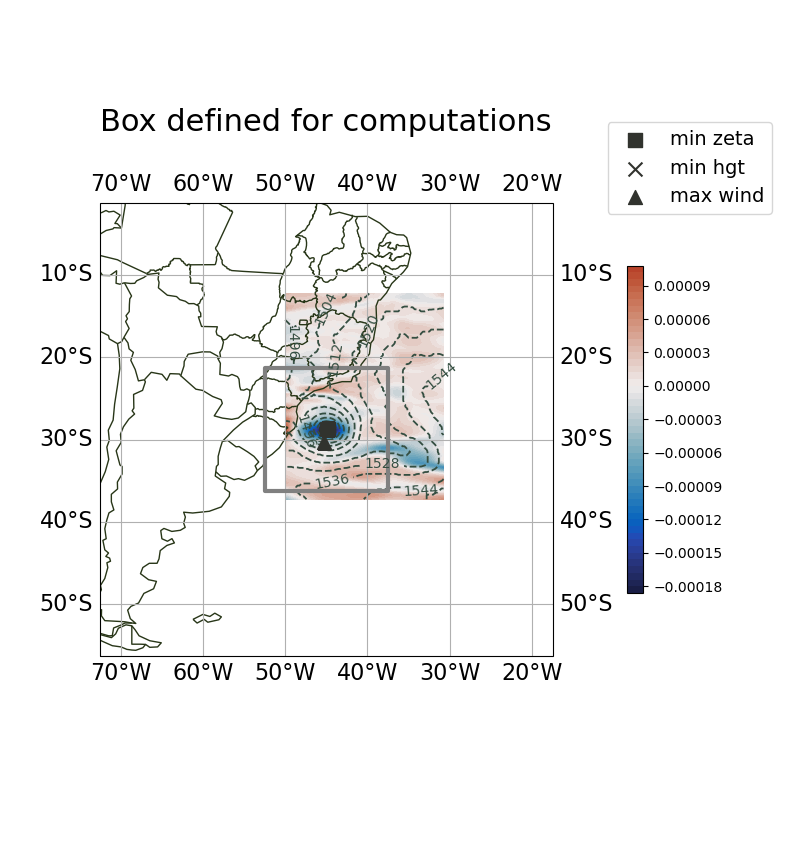 Box defined for computations
min zeta
min hgt
max wind
70°W 60°W 50°W 40°W 30°W 20°W
10°S 10°S
20°S 20°S
30°S 30°S
40°S 40°S
50°S 50°S
70°W 60°W 50°W 40°W 30°W 20°W
1504
1496
1512
1520
1544
1528
1536
1544
0.00009
0.00006
0.00003
0.00000
−0.00003
−0.00006
−0.00009
−0.00012
−0.00015
−0.00018